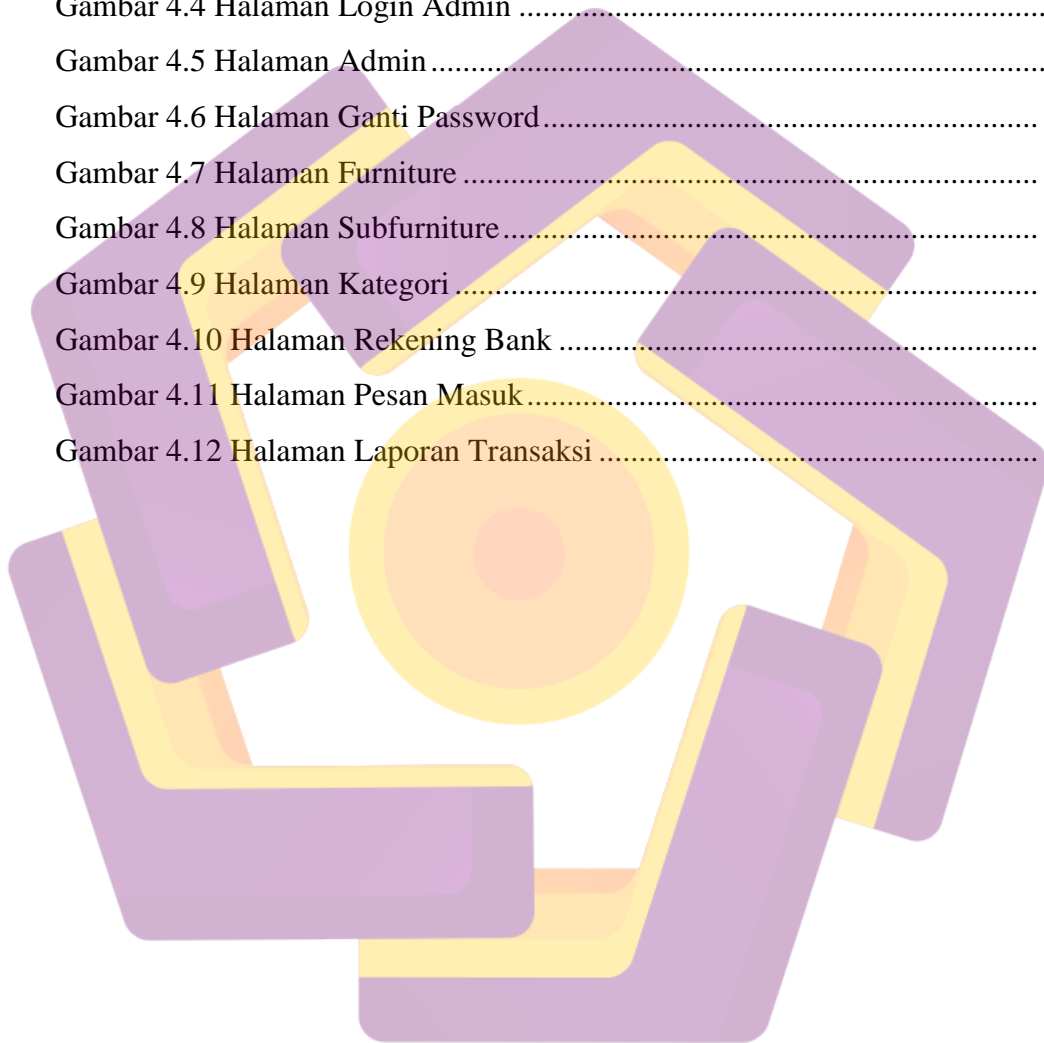 Gambar 4.4 Halaman Login Admin ............................................................
Gambar 4.5 Halaman Admin ............................................................................
Gambar 4.6 Halaman Ganti Password ..............................................................
Gambar 4.7 Halaman Furniture ........................................................................
Gambar 4.8 Halaman Subfurniture ...................................................................
Gambar 4.9 Halaman Kategori .........................................................................
Gambar 4.10 Halaman Rekening Bank ............................................................
Gambar 4.11 Halaman Pesan Masuk ................................................................
Gambar 4.12 Halaman Laporan Transaksi .......................................................